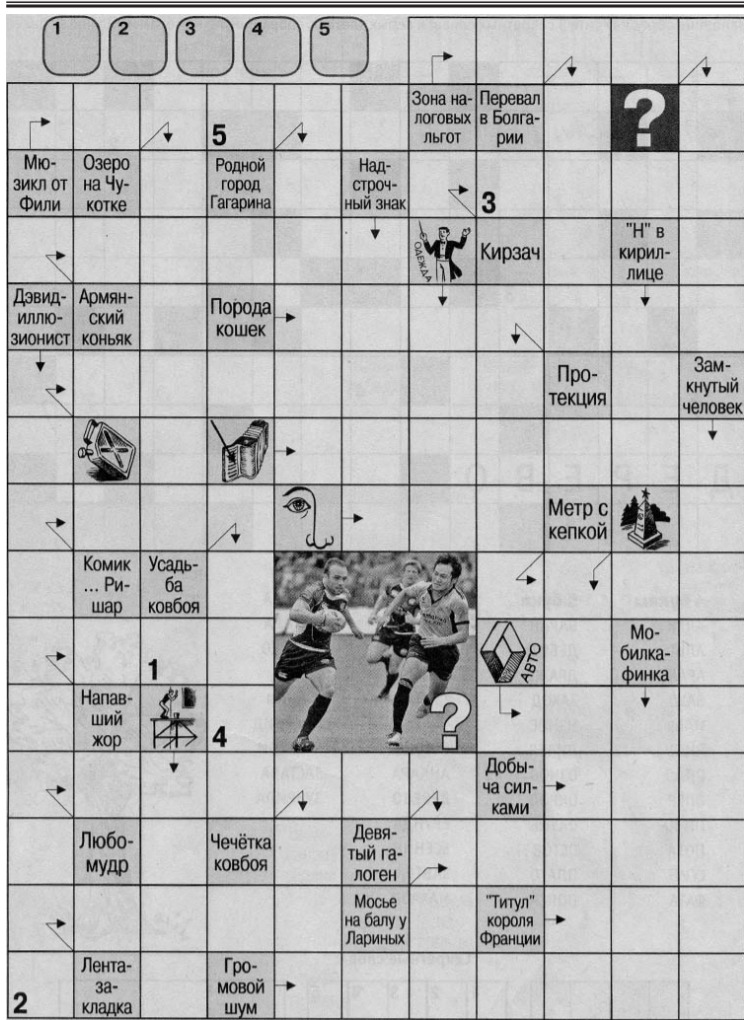 1 2 3 4 5
Зона на-
логовых
льгот
Перевал
в Болга-
рии
?
5
Мю-
зикл от
Фили
Озеро
на Чу-
котке
Родной
город
Гагарина
Над-
строч-
ный знак
3
ОДЕЖДА
Кирзач
"Н" в
кирил-
лице
Дэвид-
иллю-
зионист
Армян-
ский
коньяк
Порода
кошек
Про-
текция
Зам-
кнутый
человек
Метр с
кепкой
Комик
... Ри-
шар
Усадь-
ба
ковбоя
1
АВТО
Мо-
билка-
финка
Напав-
ший
жор
4
?
Добы-
ча сил-
ками
Любо-
мудр
Чечётка
ковбоя
Девя-
тый га-
логен
Мосье
на балу у
Лариных
"Титул"
короля
Франции
2
Лента-
за-
кладка
Гро-
мовой
шум